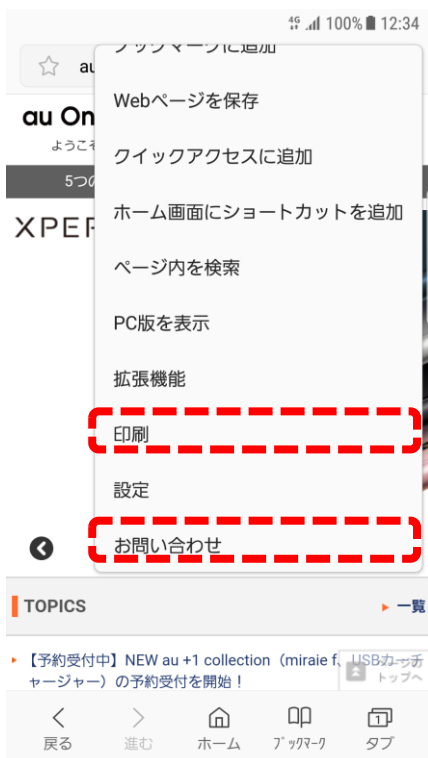 4G 100% 12:34
au
ブックマークに追加
Webページを保存
au On
ようこそ
クイックアクセスに追加
5つの
ホーム画面にショートカットを追加
XPER
ページ内を検索
PC版を表示
拡張機能
印刷
設定
お問い合わせ
TOPICS
一覧
【予約受付中】NEW au +1 collection（miraie f、USBカーチ
ャージャー）の予約受付を開始！
トップへ
戻る
進む
ホーム
ブックマーク
1
タブ